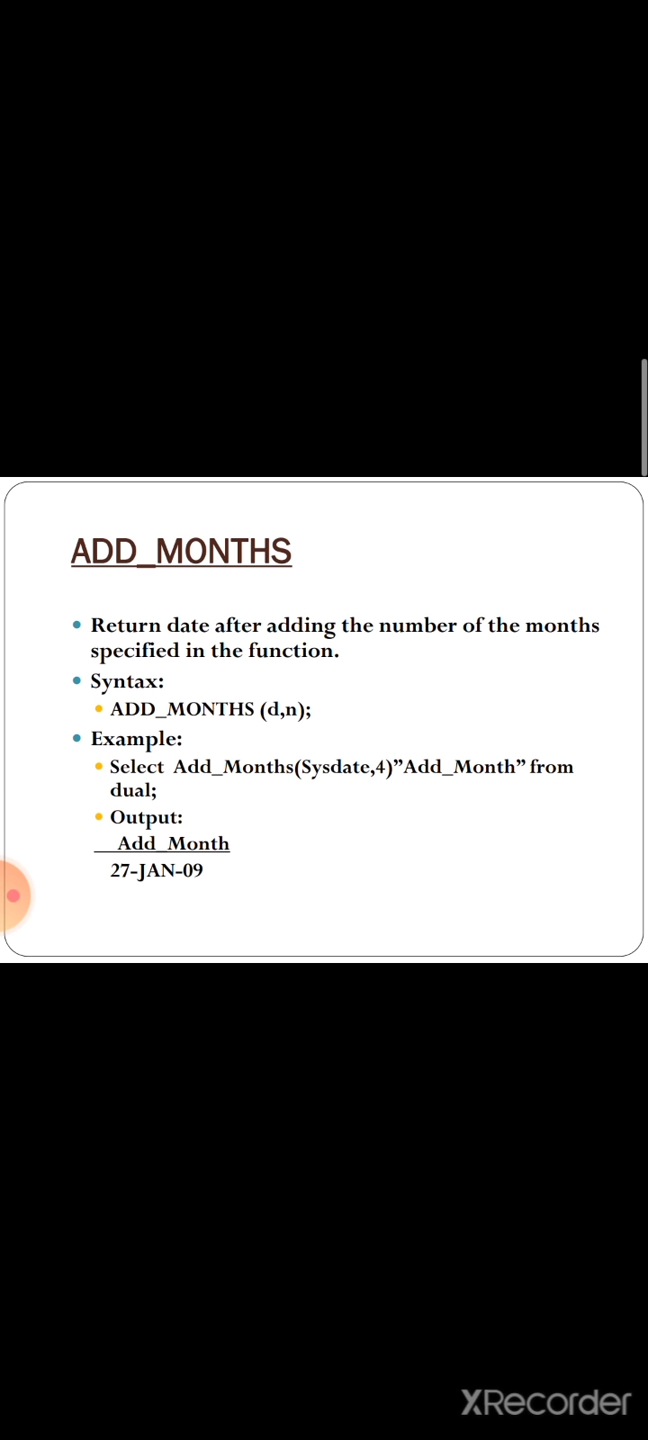 ADD_MONTHS
Return date after adding the number of the months
specified in the function.
Syntax:
ADD_MONTHS (d,n);
Example:
Select Add_Months(Sysdate,4)”Add_Month” from
dual;
Output:
Add_Month
27-JAN-09
XRecorder